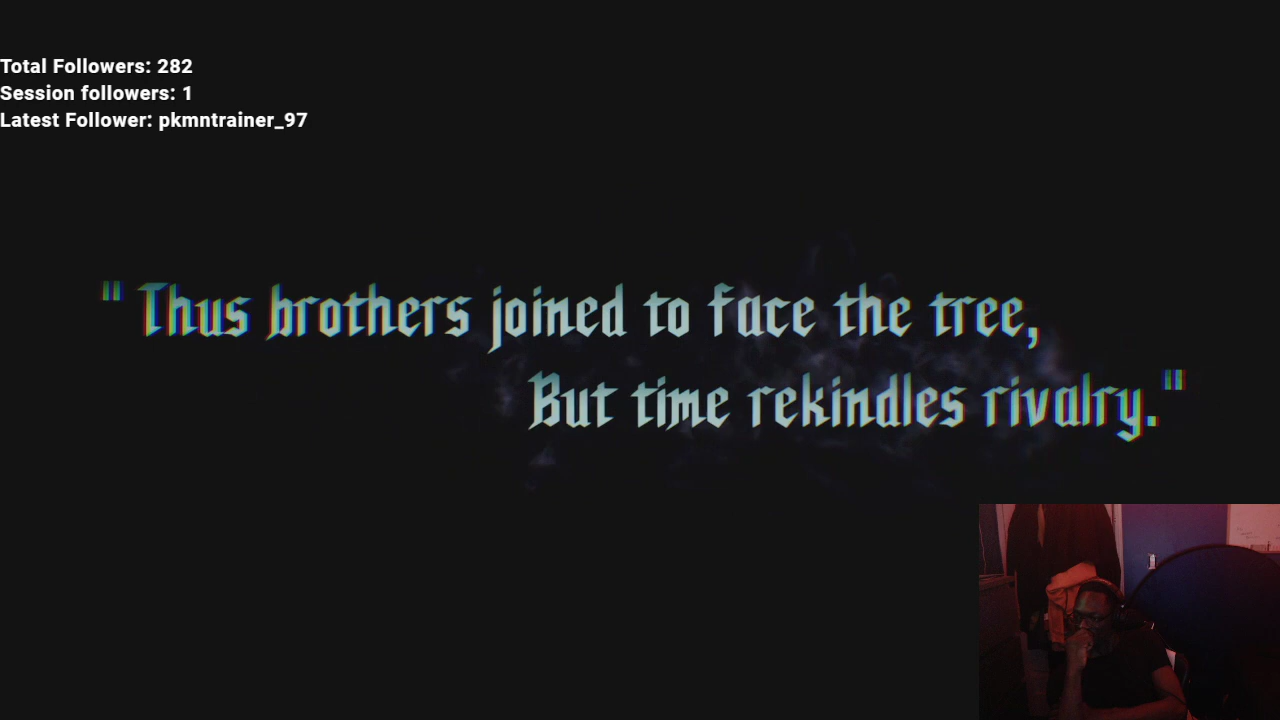 Total Followers: 282
Session followers: 1
Latest Follower: pkmntrainer_97
" Thus brothers joined to face the tree,
But time rekindles rivalry."